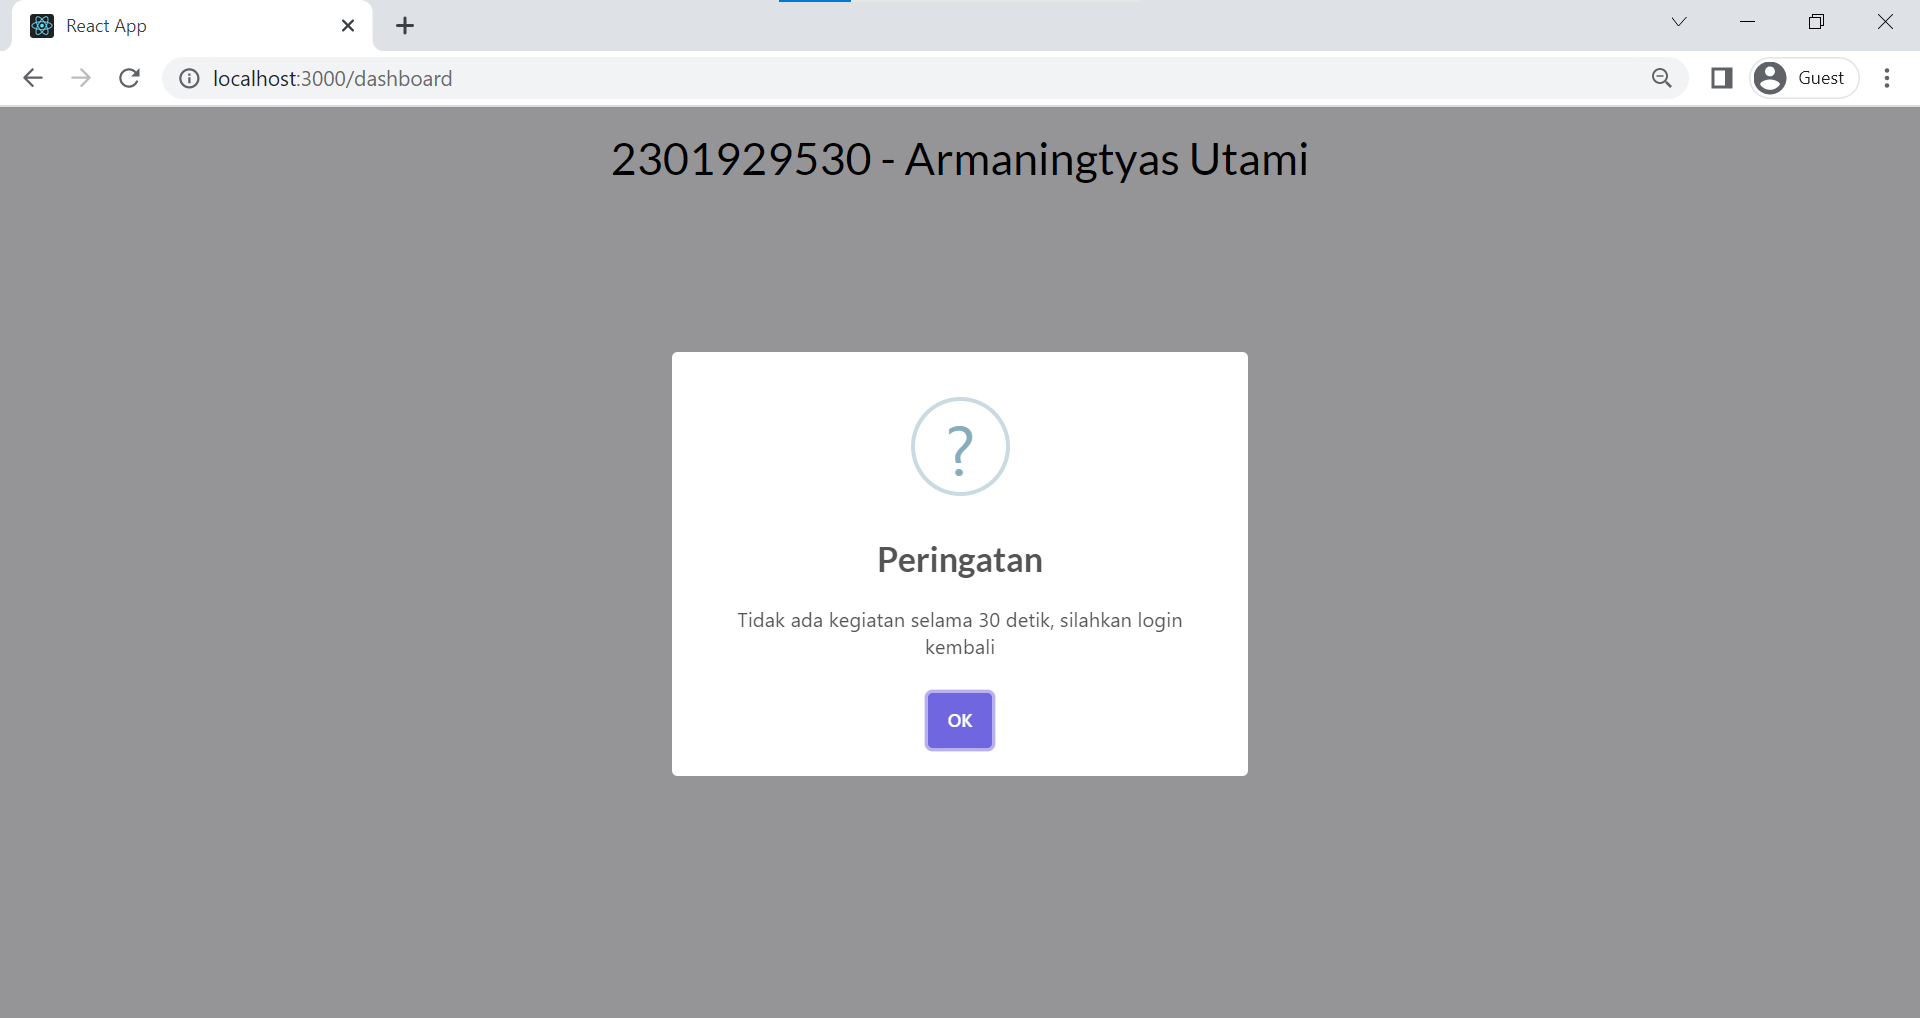 React App
localhost:3000/dashboard
Guest
2301929530 - Armaningtyas Utami
?
Peringatan
Tidak ada kegiatan selama 30 detik, silahkan login
kembali
OK